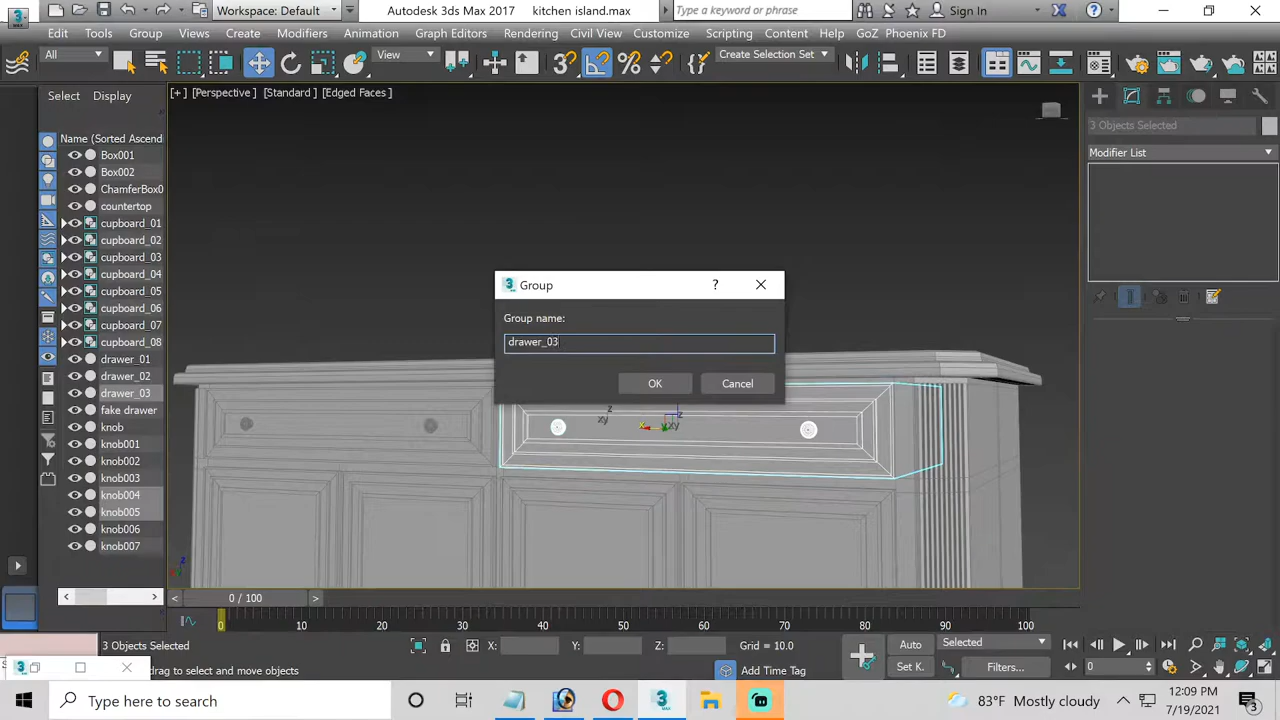 Workspace: Default
Autodesk 3ds Max 2017
kitchen island.max
Type a keyword or phrase
Sign In
Edit
Tools
Group
Views
Create
Modifiers
Animation
Graph Editors
Rendering
Civil View
Customize
Scripting
Content
Help
GoZ
Phoenix FD
All
View
Create Selection Set
Select
Display
[+] [Perspective] [Standard] [Edged Faces]
Name (Sorted Ascend
Box001
Box002
ChamferBox0
countertop
cupboard_01
cupboard_02
cupboard_03
cupboard_04
cupboard_05
cupboard_06
cupboard_07
cupboard_08
drawer_01
drawer_02
drawer_03
fake drawer
knob
knob001
knob002
knob003
knob004
knob005
knob006
knob007
3 Objects Selected
Modifier List
Group
?
Group name:
drawer_03
OK
Cancel
0 / 100
0
10
20
30
40
50
60
70
80
90
100
3 Objects Selected
X:
Y:
Z:
Grid = 10.0
Auto
Selected
drag to select and move objects
Add Time Tag
Set K.
Filters...
0
Type here to search
83°F Mostly cloudy
12:09 PM
7/19/2021
3